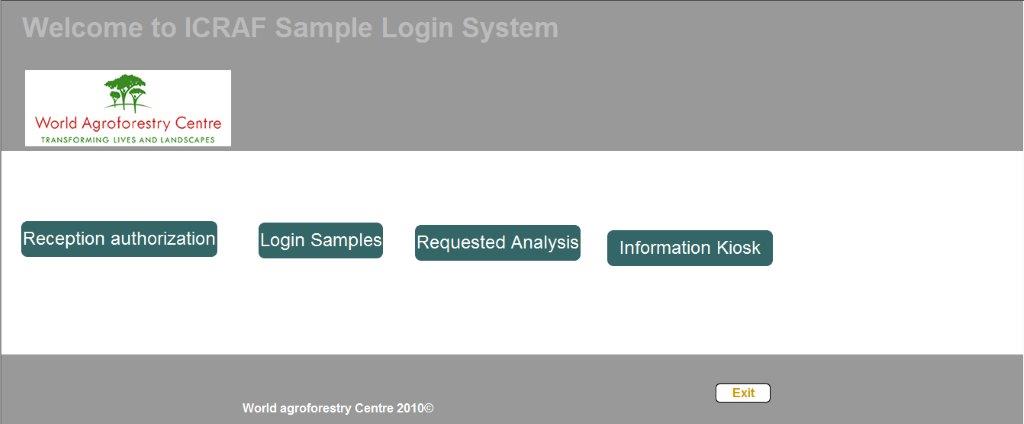 Welcome to ICRAF Sample Login System
World Agroforestry Centre
TRANSFORMING LIVES AND LANDSCAPES
Reception authorization
Login Samples
Requested Analysis
Information Kiosk
Exit
World agroforestry Centre 2010©